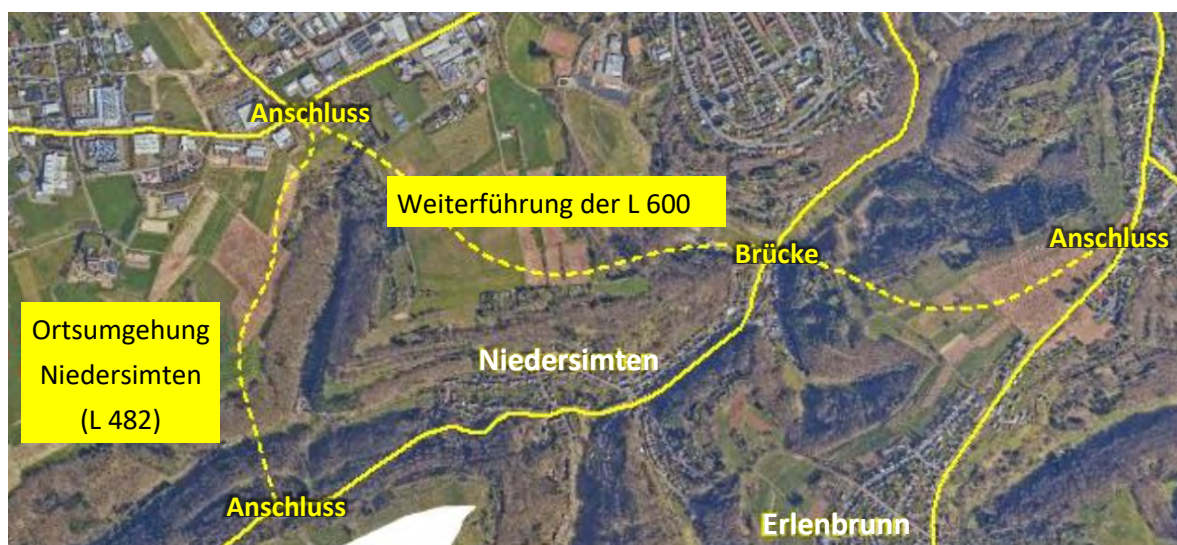 Anschluss
Weiterführung der L 600
Brücke
Anschluss
Ortsumgehung
Niedersimten
(L 482)
Niedersimten
Anschluss
Erlenbrunn